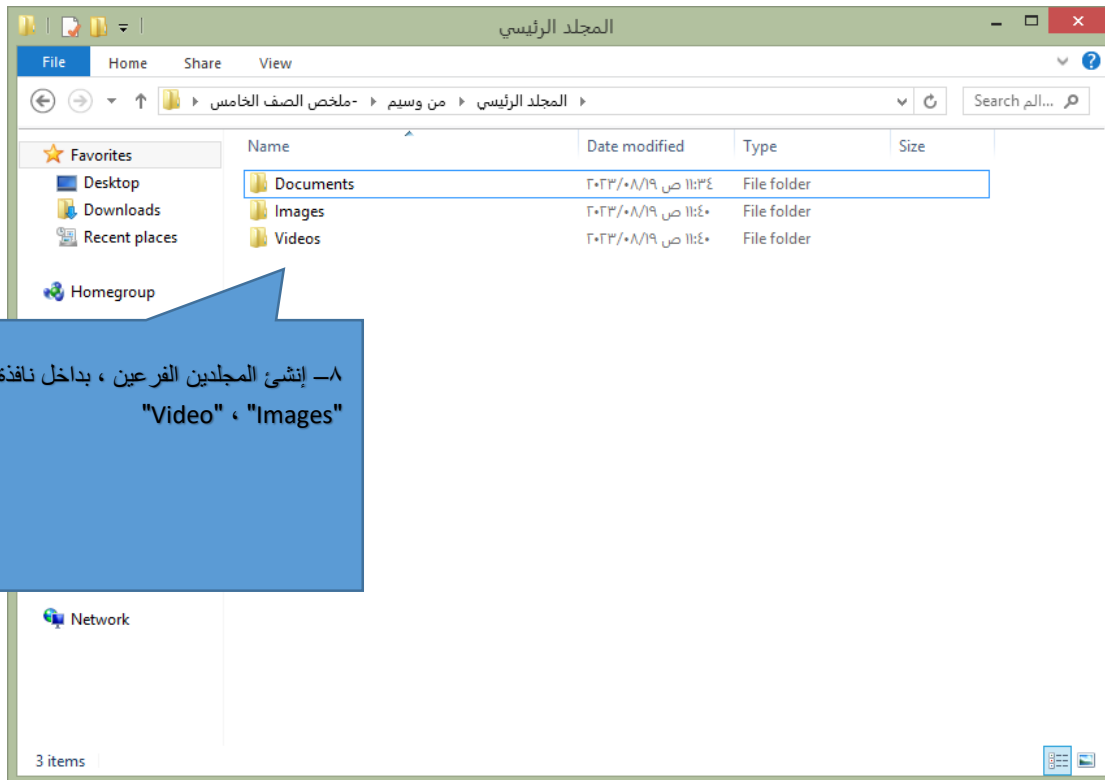 المجلد الرئيسي
File Home Share View
المجلد الرئيسي من وسيم -ملخص الصف الخامس
Search الم...
Name Date modified Type Size
Favorites
Desktop
Downloads
Recent places
Homegroup
Documents ١١:٣٤ ص ٢٠٢٣/٠٨/١٩ File folder
Images ١١:٤٠ ص ٢٠٢٣/٠٨/١٩ File folder
Videos ١١:٤٠ ص ٢٠٢٣/٠٨/١٩ File folder
٨– إنشئ المجلدين الفرعين ، بداخل نافذة
"Video" ، "Images"
Network
3 items